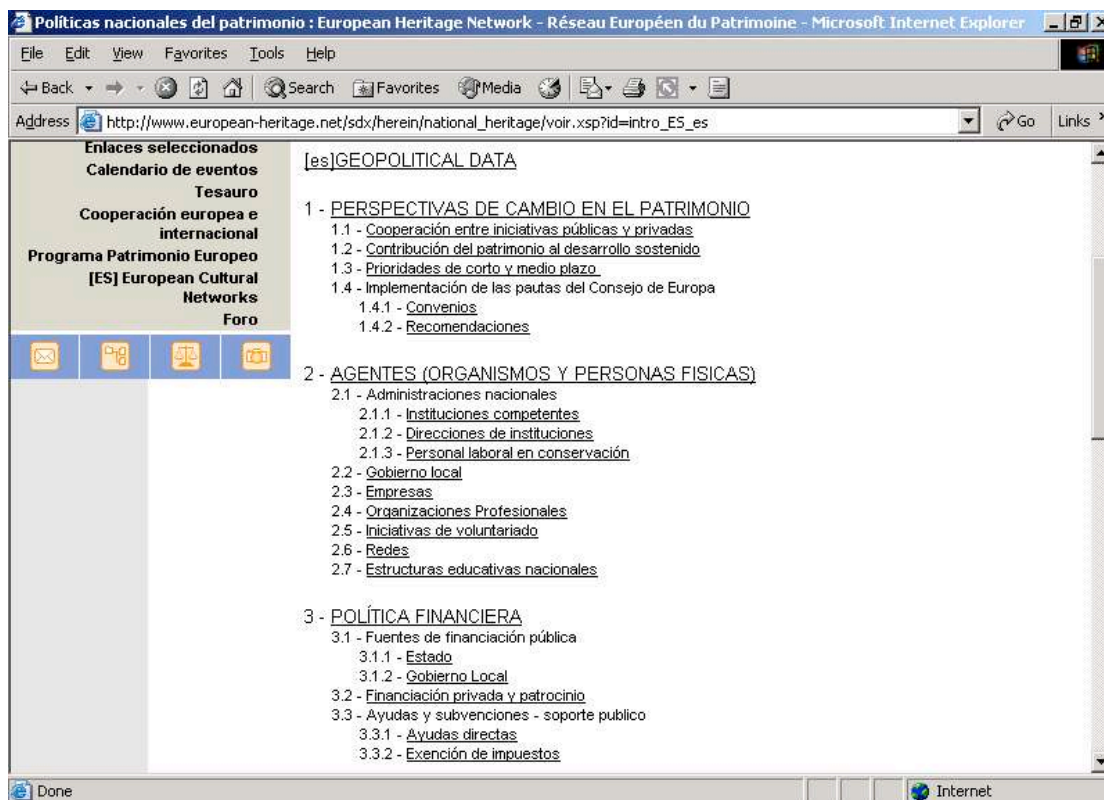 Políticas nacionales del patrimonio : European Heritage Network - Réseau Européen du Patrimoine - Microsoft Internet Explorer
File Edit View Favorites Tools Help
Back Search Favorites Media
Address http://www.european-heritage.net/sdx/herein/national_heritage/voir.xsp?id=intro_ES_es Go Links
Enlaces seleccionados
Calendario de eventos
Tesauro
Cooperación europea e
internacional
Programa Patrimonio Europeo
[ES] European Cultural
Networks
Foro
[es]GEOPOLITICAL DATA
1 - PERSPECTIVAS DE CAMBIO EN EL PATRIMONIO
1.1 - Cooperación entre iniciativas públicas y privadas
1.2 - Contribución del patrimonio al desarrollo sostenido
1.3 - Prioridades de corto y medio plazo
1.4 - Implementación de las pautas del Consejo de Europa
1.4.1 - Convenios
1.4.2 - Recomendaciones
2 - AGENTES (ORGANISMOS Y PERSONAS FISICAS)
2.1 - Administraciones nacionales
2.1.1 - Instituciones competentes
2.1.2 - Direcciones de instituciones
2.1.3 - Personal laboral en conservación
2.2 - Gobierno local
2.3 - Empresas
2.4 - Organizaciones Profesionales
2.5 - Iniciativas de voluntariado
2.6 - Redes
2.7 - Estructuras educativas nacionales
3 - POLÍTICA FINANCIERA
3.1 - Fuentes de financiación pública
3.1.1 - Estado
3.1.2 - Gobierno Local
3.2 - Financiación privada y patrocinio
3.3 - Ayudas y subvenciones - soporte publico
3.3.1 - Ayudas directas
3.3.2 - Exención de impuestos
Done Internet